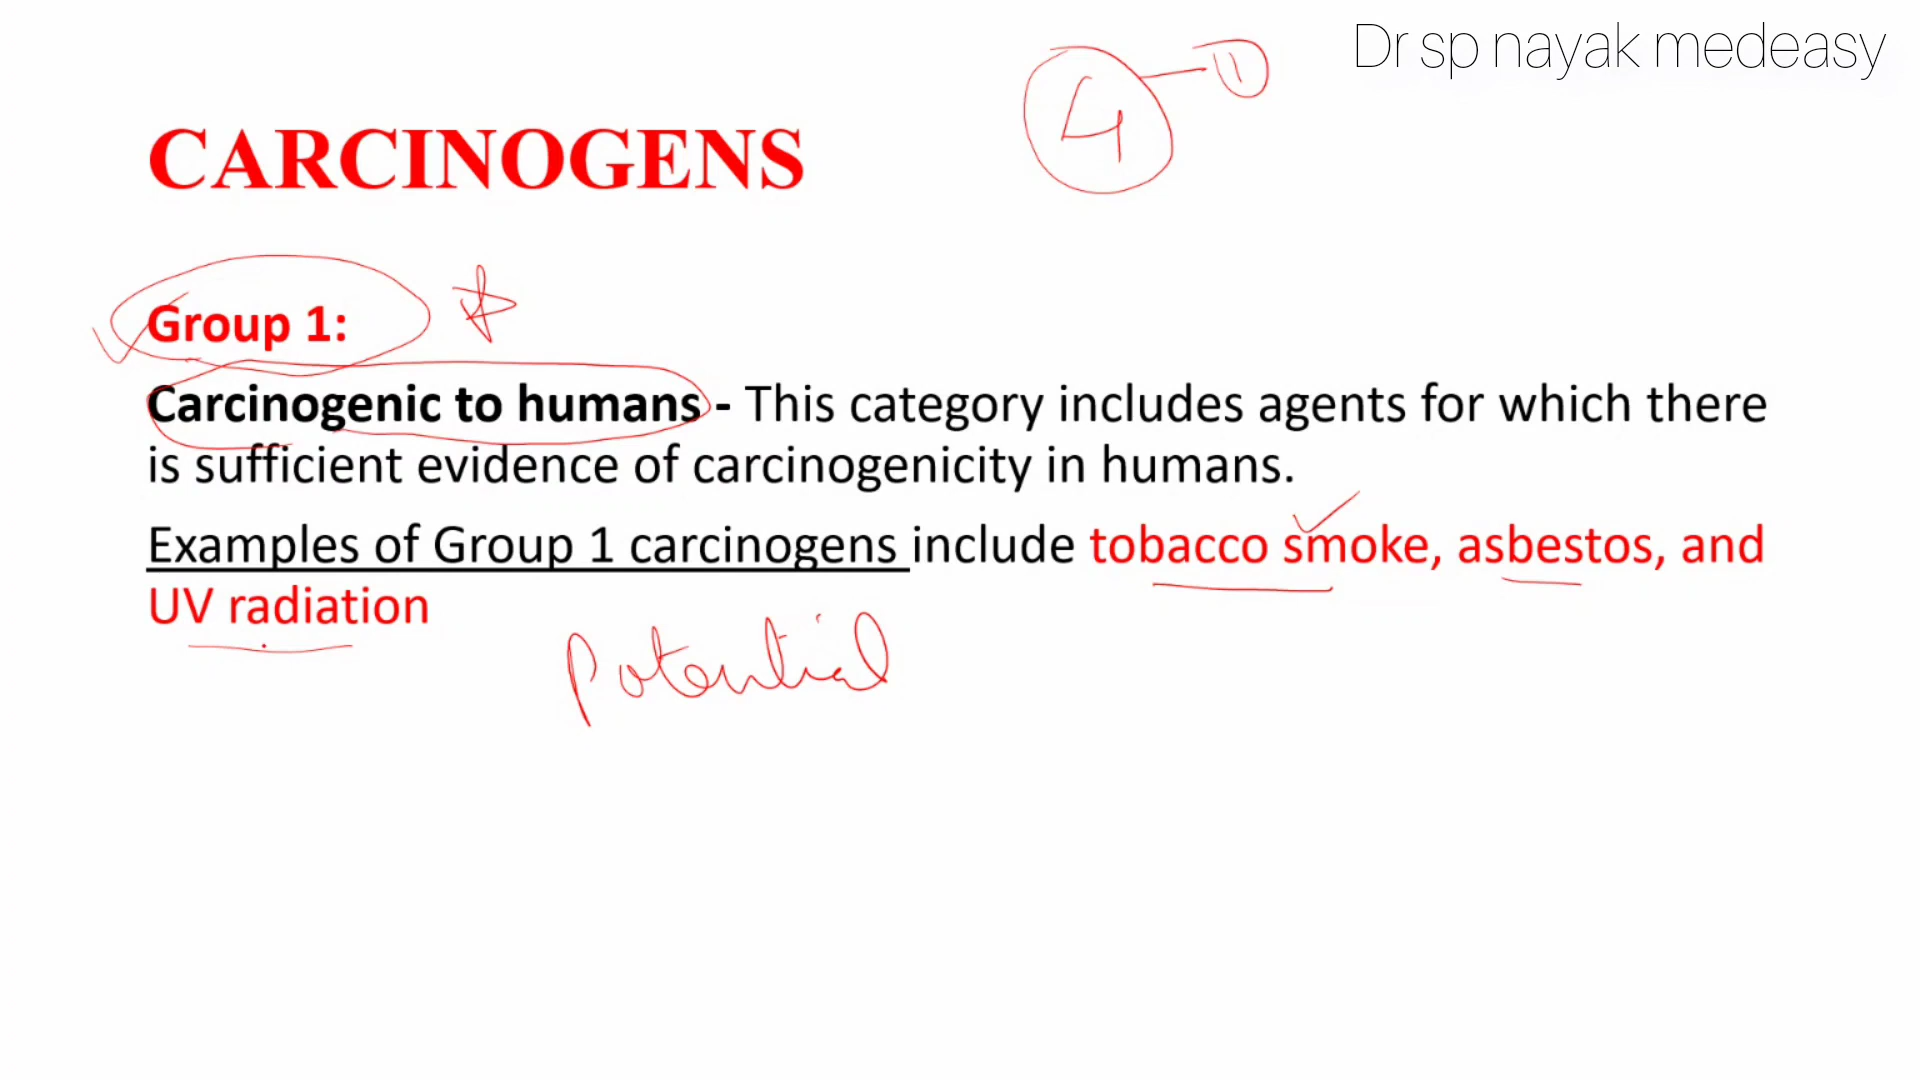 Dr sp nayak medeasy
4 1
CARCINOGENS
Group 1:
Carcinogenic to humans - This category includes agents for which there
is sufficient evidence of carcinogenicity in humans.
Examples of Group 1 carcinogens include tobacco smoke, asbestos, and
UV radiation
Potential